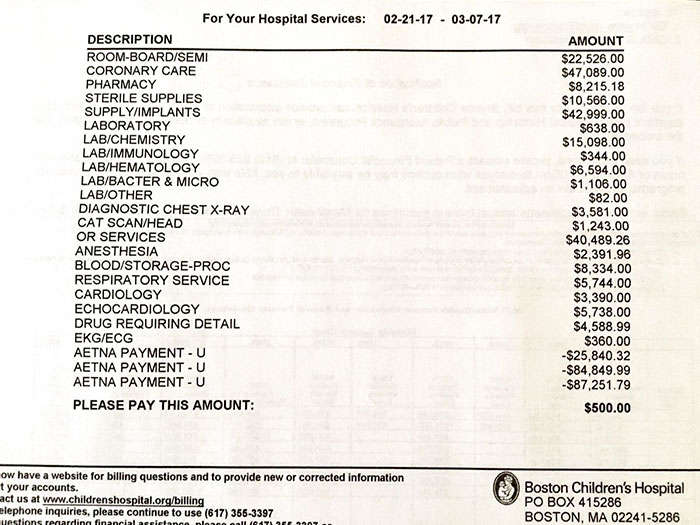 For Your Hospital Services: 02-21-17 - 03-07-17
DESCRIPTION AMOUNT
ROOM-BOARD/SEMI $22,526.00
CORONARY CARE $47,089.00
PHARMACY $8,215.18
STERILE SUPPLIES $10,566.00
SUPPLY/IMPLANTS $42,999.00
LABORATORY $638.00
LAB/CHEMISTRY $15,098.00
LAB/IMMUNOLOGY $344.00
LAB/HEMATOLOGY $6,594.00
LAB/BACTER & MICRO $1,106.00
LAB/OTHER $82.00
DIAGNOSTIC CHEST X-RAY $3,581.00
CAT SCAN/HEAD $1,243.00
OR SERVICES $40,489.26
ANESTHESIA $2,391.96
BLOOD/STORAGE-PROC $8,334.00
RESPIRATORY SERVICE $5,744.00
CARDIOLOGY $3,390.00
ECHOCARDIOLOGY $5,738.00
DRUG REQUIRING DETAIL $4,588.99
EKG/ECG $360.00
AETNA PAYMENT - U -$25,840.32
AETNA PAYMENT - U -$84,849.99
AETNA PAYMENT - U -$87,251.79
PLEASE PAY THIS AMOUNT: $500.00
ow have a website for billing questions and to provide new or corrected information
t your accounts.
act us at www.childrenshospital.org/billing
elephone inquiries, please continue to use (617) 355-3397
uestions regarding financial assistance, please call (617) 355
Boston Children's Hospital
PO BOX 415286
BOSTON, MA 02241-5286